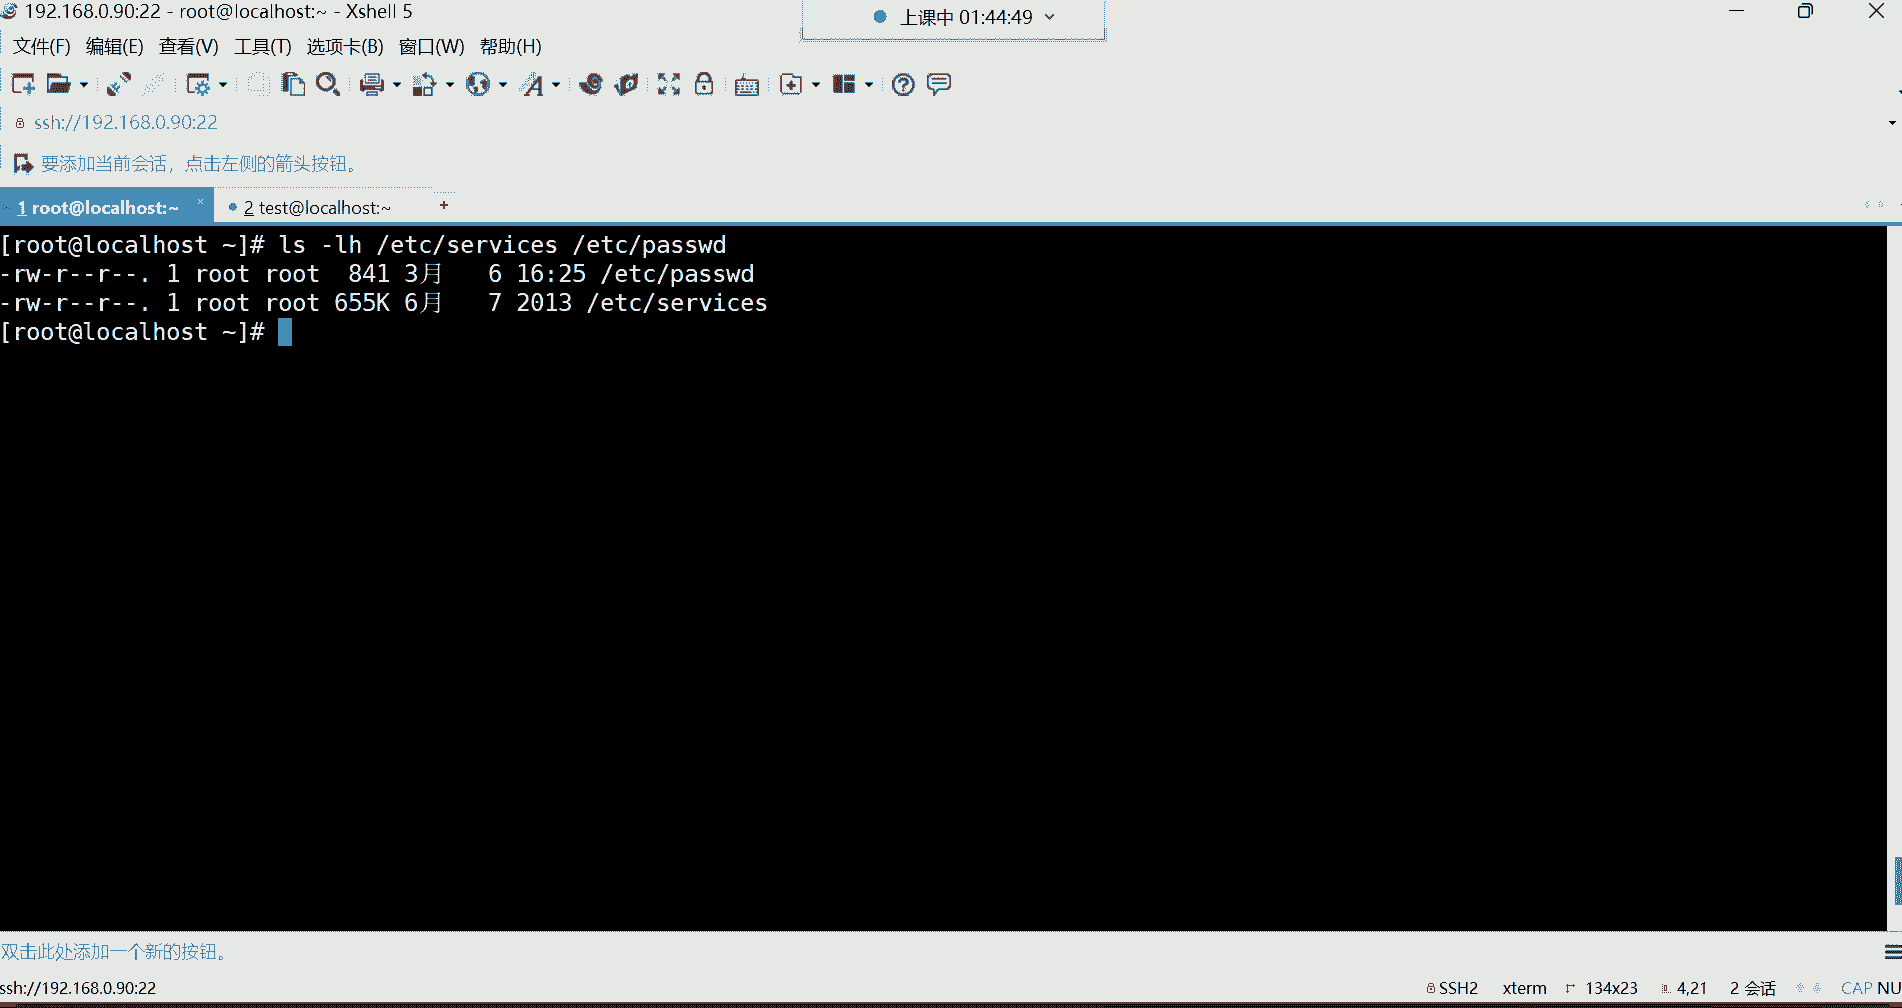 192.168.0.90:22 - root@localhost:~ - Xshell 5
上课中 01:44:49
文件(F) 编辑(E) 查看(V) 工具(T) 选项卡(B) 窗口(W) 帮助(H)
ssh://192.168.0.90:22
要添加当前会话，点击左侧的箭头按钮。
1 root@localhost:~ × 2 test@localhost:~ +
[root@localhost ~]# ls -lh /etc/services /etc/passwd
-rw-r--r--. 1 root root  841 3月   6 16:25 /etc/passwd
-rw-r--r--. 1 root root 655K 6月   7 2013 /etc/services
[root@localhost ~]#
双击此处添加一个新的按钮。
ssh://192.168.0.90:22 SSH2 xterm 134x23 4,21 2 会话 CAP NU